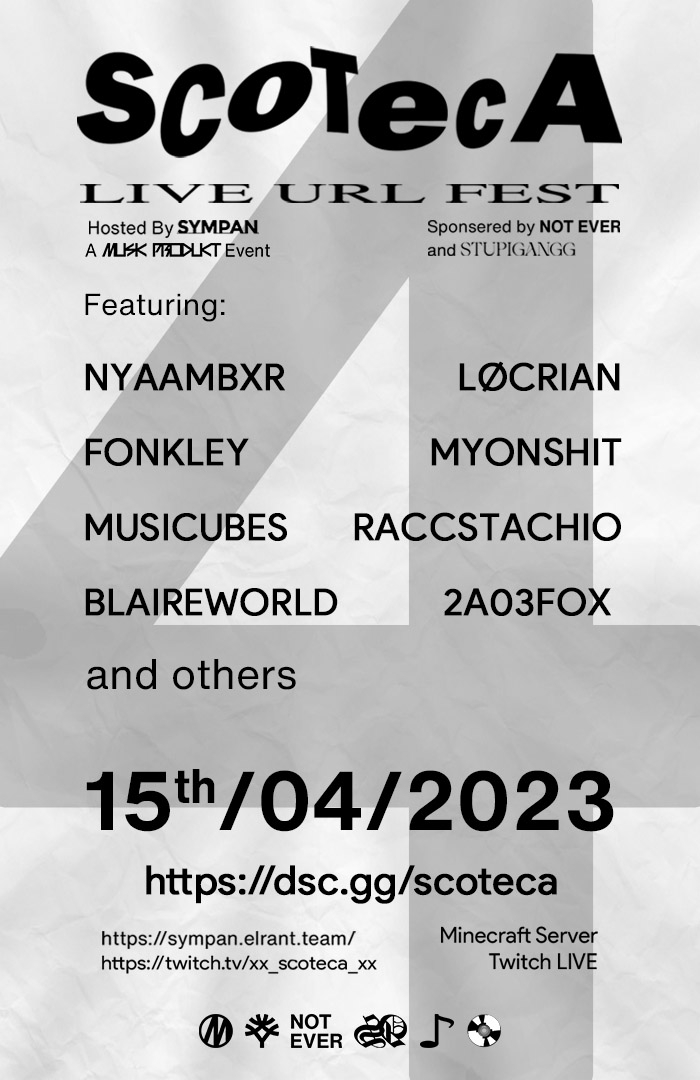 SCOTECA
LIVE URL FEST
Hosted By SYMPAN
A MUSIK PRODUKT Event
Sponsered by NOT EVER
and STUPIGANGG
Featuring:
NYAAMBXR LØCRIAN
FONKLEY MYONSHIT
MUSICUBES RACCSTACHIO
BLAIREWORLD 2A03FOX
and others
15th/04/2023
https://dsc.gg/scoteca
https://sympan.elrant.team/
https://twitch.tv/xx_scoteca_xx
Minecraft Server
Twitch LIVE
NOT
EVER